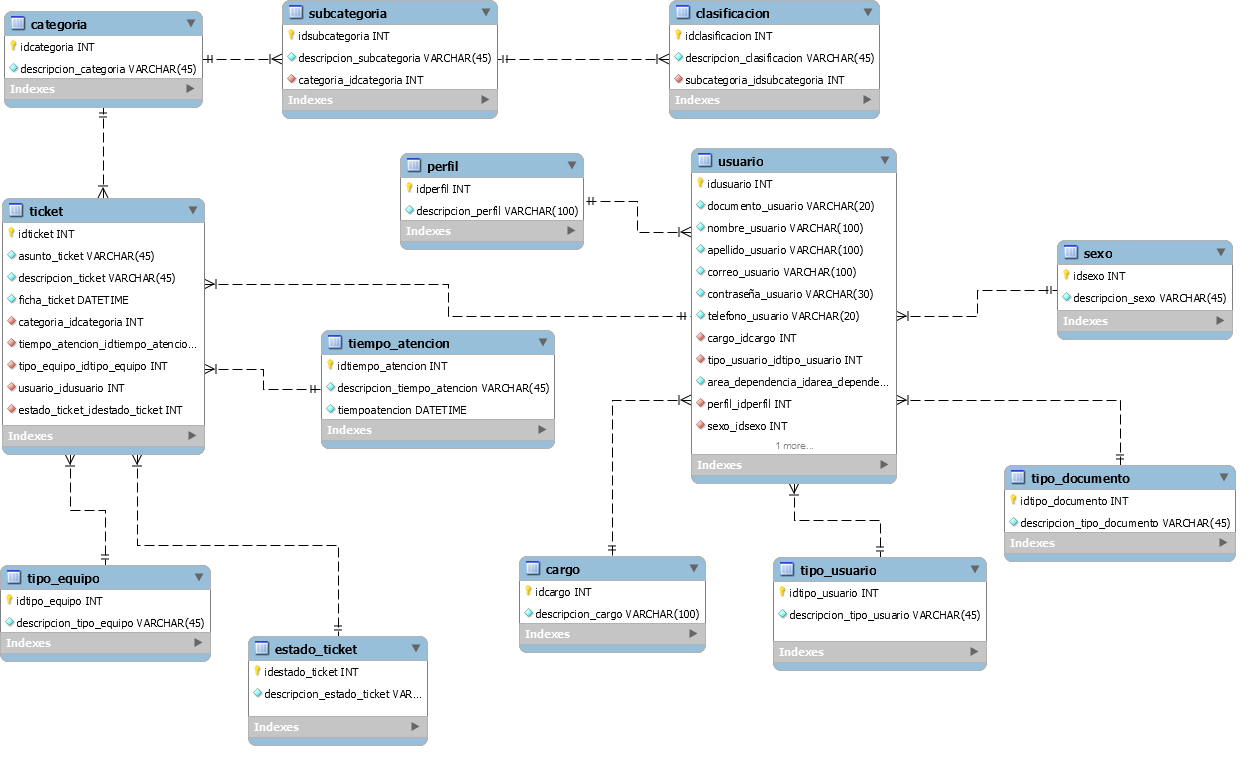 categoria
idcategoria INT
descripcion_categoria VARCHAR(45)
Indexes
subcategoria
idsubcategoria INT
descripcion_subcategoria VARCHAR(45)
categoria_idcategoria INT
Indexes
clasificacion
idclasificacion INT
descripcion_clasificacion VARCHAR(45)
subcategoria_idsubcategoria INT
Indexes
perfil
idperfil INT
descripcion_perfil VARCHAR(100)
Indexes
usuario
idusuario INT
documento_usuario VARCHAR(20)
nombre_usuario VARCHAR(100)
apellido_usuario VARCHAR(100)
correo_usuario VARCHAR(100)
contraseña_usuario VARCHAR(30)
telefono_usuario VARCHAR(20)
cargo_idcargo INT
tipo_usuario_idtipo_usuario INT
area_dependencia_idarea_depende...
perfil_idperfil INT
sexo_idsexo INT
1 more...
Indexes
ticket
idticket INT
asunto_ticket VARCHAR(45)
descripcion_ticket VARCHAR(45)
ficha_ticket DATETIME
categoria_idcategoria INT
tiempo_atencion_idtiempo_atencio...
tipo_equipo_idtipo_equipo INT
usuario_idusuario INT
estado_ticket_idestado_ticket INT
Indexes
sexo
idsexo INT
descripcion_sexo VARCHAR(45)
Indexes
tiempo_atencion
idtiempo_atencion INT
descripcion_tiempo_atencion VARCHAR(45)
tiempoatencion DATETIME
Indexes
tipo_documento
idtipo_documento INT
descripcion_tipo_documento VARCHAR(45)
Indexes
tipo_equipo
idtipo_equipo INT
descripcion_tipo_equipo VARCHAR(45)
Indexes
cargo
idcargo INT
descripcion_cargo VARCHAR(100)
Indexes
tipo_usuario
idtipo_usuario INT
descripcion_tipo_usuario VARCHAR(45)
Indexes
estado_ticket
idestado_ticket INT
descripcion_estado_ticket VAR...
Indexes